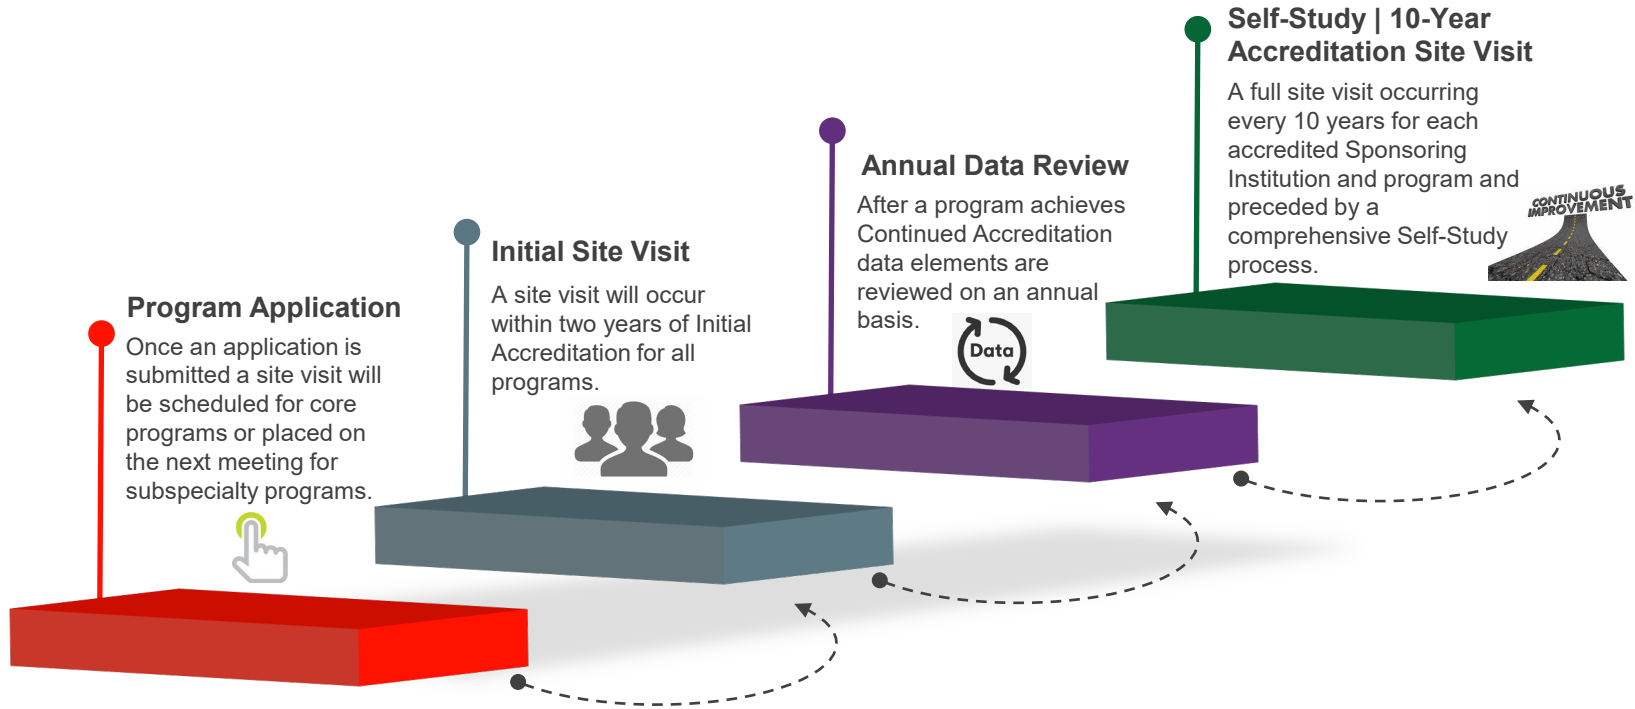 Program Application
Once an application is
submitted a site visit will
be scheduled for core
programs or placed on
the next meeting for
subspecialty programs.
Initial Site Visit
A site visit will occur
within two years of Initial
Accreditation for all
programs.
Annual Data Review
After a program achieves
Continued Accreditation
data elements are
reviewed on an annual
basis.
Data
Self-Study | 10-Year
Accreditation Site Visit
A full site visit occurring
every 10 years for each
accredited Sponsoring
Institution and program and
preceded by a
comprehensive Self-Study
process.
CONTINUOUS
IMPROVEMENT